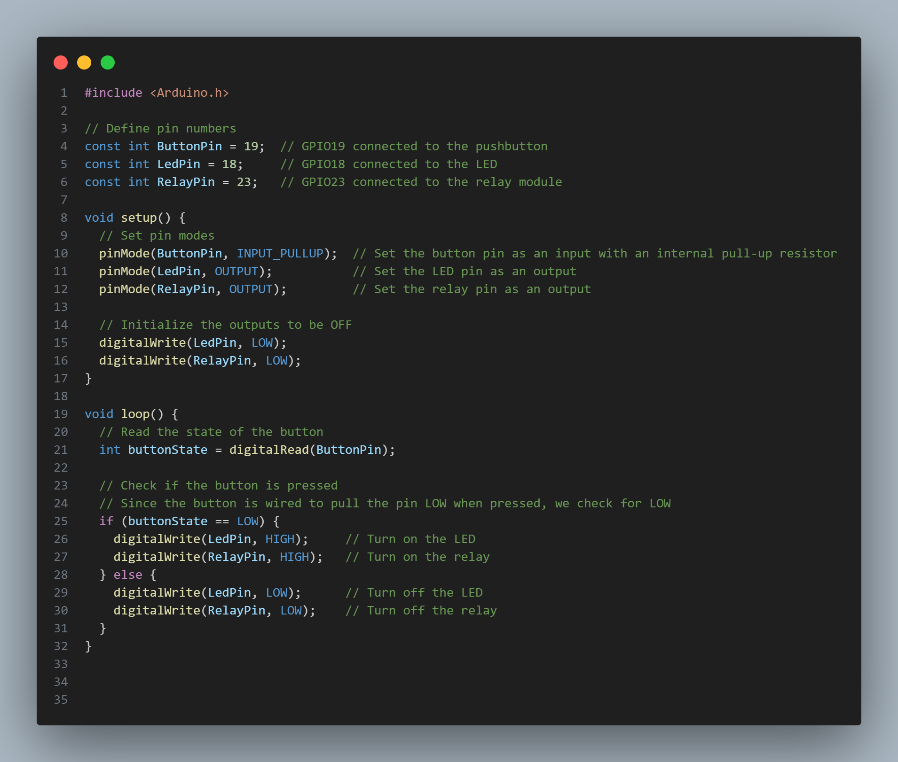 1 #include <Arduino.h>
2
3 // Define pin numbers
4 const int ButtonPin = 19;  // GPIO19 connected to the pushbutton
5 const int LedPin = 18;     // GPIO18 connected to the LED
6 const int RelayPin = 23;   // GPIO23 connected to the relay module
7
8 void setup() {
9   // Set pin modes
10   pinMode(ButtonPin, INPUT_PULLUP);  // Set the button pin as an input with an internal pull-up resistor
11   pinMode(LedPin, OUTPUT);           // Set the LED pin as an output
12   pinMode(RelayPin, OUTPUT);         // Set the relay pin as an output
13
14   // Initialize the outputs to be OFF
15   digitalWrite(LedPin, LOW);
16   digitalWrite(RelayPin, LOW);
17 }
18
19 void loop() {
20   // Read the state of the button
21   int buttonState = digitalRead(ButtonPin);
22
23   // Check if the button is pressed
24   // Since the button is wired to pull the pin LOW when pressed, we check for LOW
25   if (buttonState == LOW) {
26     digitalWrite(LedPin, HIGH);     // Turn on the LED
27     digitalWrite(RelayPin, HIGH);   // Turn on the relay
28   } else {
29     digitalWrite(LedPin, LOW);      // Turn off the LED
30     digitalWrite(RelayPin, LOW);    // Turn off the relay
31   }
32 }
33
34
35